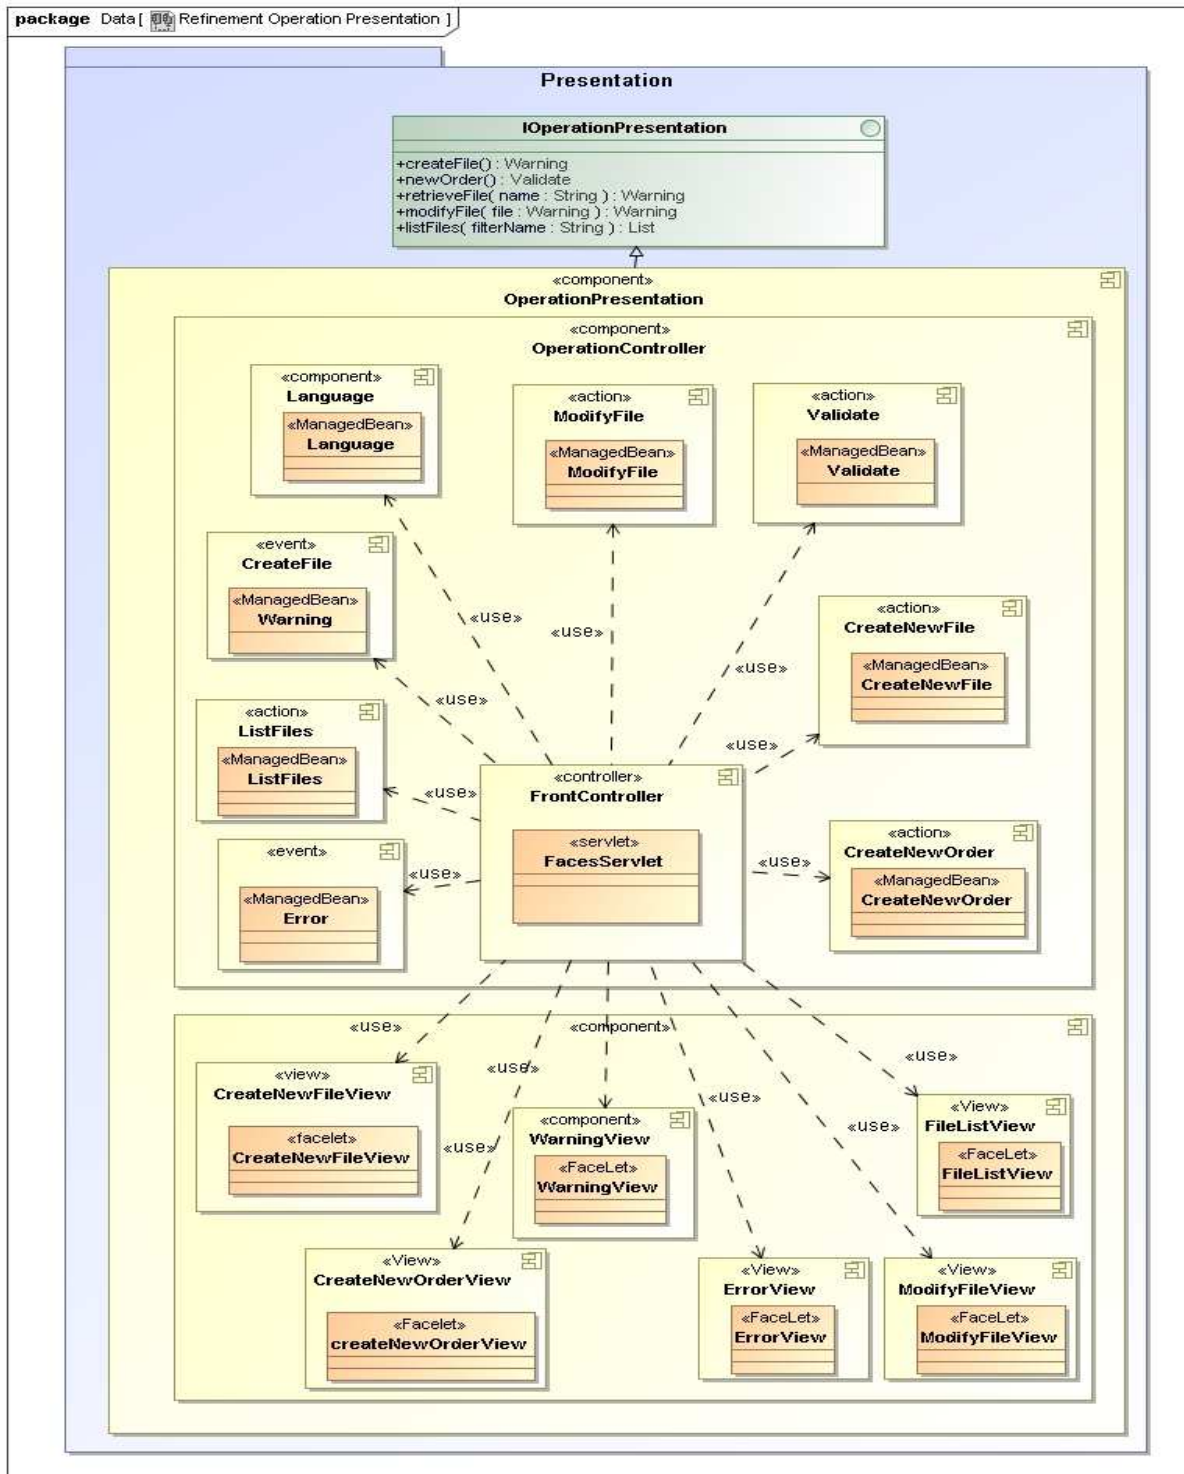 package Data [ Refinement Operation Presentation ]
Presentation
IOperationPresentation
+createFile() : Warning
+newOrder() : Validate
+retrieveFile( name : String ) : Warning
+modifyFile( file : Warning ) : Warning
+listFiles( filterName : String ) : List
«component»
OperationPresentation
«component»
OperationController
«component»
Language
«ManagedBean»
Language
«action»
ModifyFile
«ManagedBean»
ModifyFile
«action»
Validate
«ManagedBean»
Validate
«event»
CreateFile
«ManagedBean»
Warning
«use»
«use»
«use»
«use»
«action»
CreateNewFile
«ManagedBean»
CreateNewFile
«use»
«action»
ListFiles
«ManagedBean»
ListFiles
«use»
«controller»
FrontController
«servlet»
FacesServlet
«event»
«ManagedBean»
Error
«use»
«use»
«action»
CreateNewOrder
«ManagedBean»
CreateNewOrder
«use»
«component»
«use»
«use»
«use»
«use»
«use»
«view»
CreateNewFileView
«facelet»
CreateNewFileView
«component»
WarningView
«FaceLet»
WarningView
«View»
FileListView
«FaceLet»
FileListView
«View»
CreateNewOrderView
«Facelet»
createNewOrderView
«View»
ErrorView
«FaceLet»
ErrorView
«View»
ModifyFileView
«FaceLet»
ModifyFileView